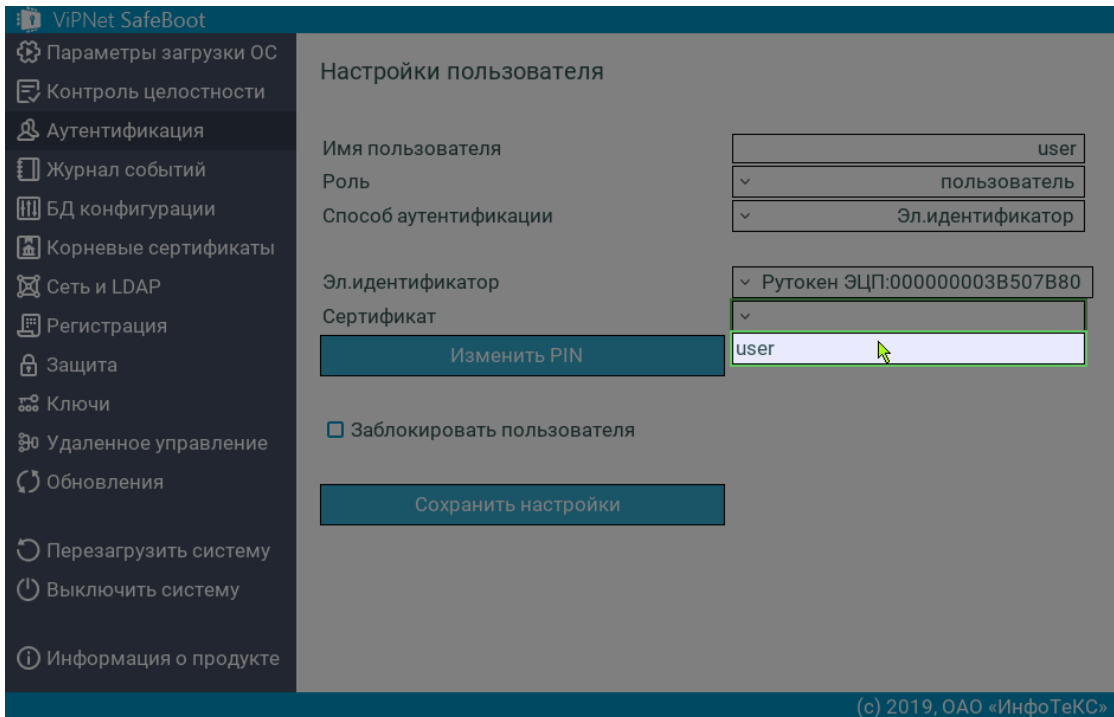 ViPNet SafeBoot
Параметры загрузки ОС
Контроль целостности
Аутентификация
Журнал событий
БД конфигурации
Корневые сертификаты
Сеть и LDAP
Регистрация
Защита
Ключи
Удаленное управление
Обновления
Перезагрузить систему
Выключить систему
Информация о продукте
Настройки пользователя
Имя пользователя user
Роль пользователь
Способ аутентификации Эл.идентификатор
Эл.идентификатор Рутокен ЭЦП:000000003B507B80
Сертификат
user
Изменить PIN
Заблокировать пользователя
Сохранить настройки
(c) 2019, ОАО «ИнфоТеКС»